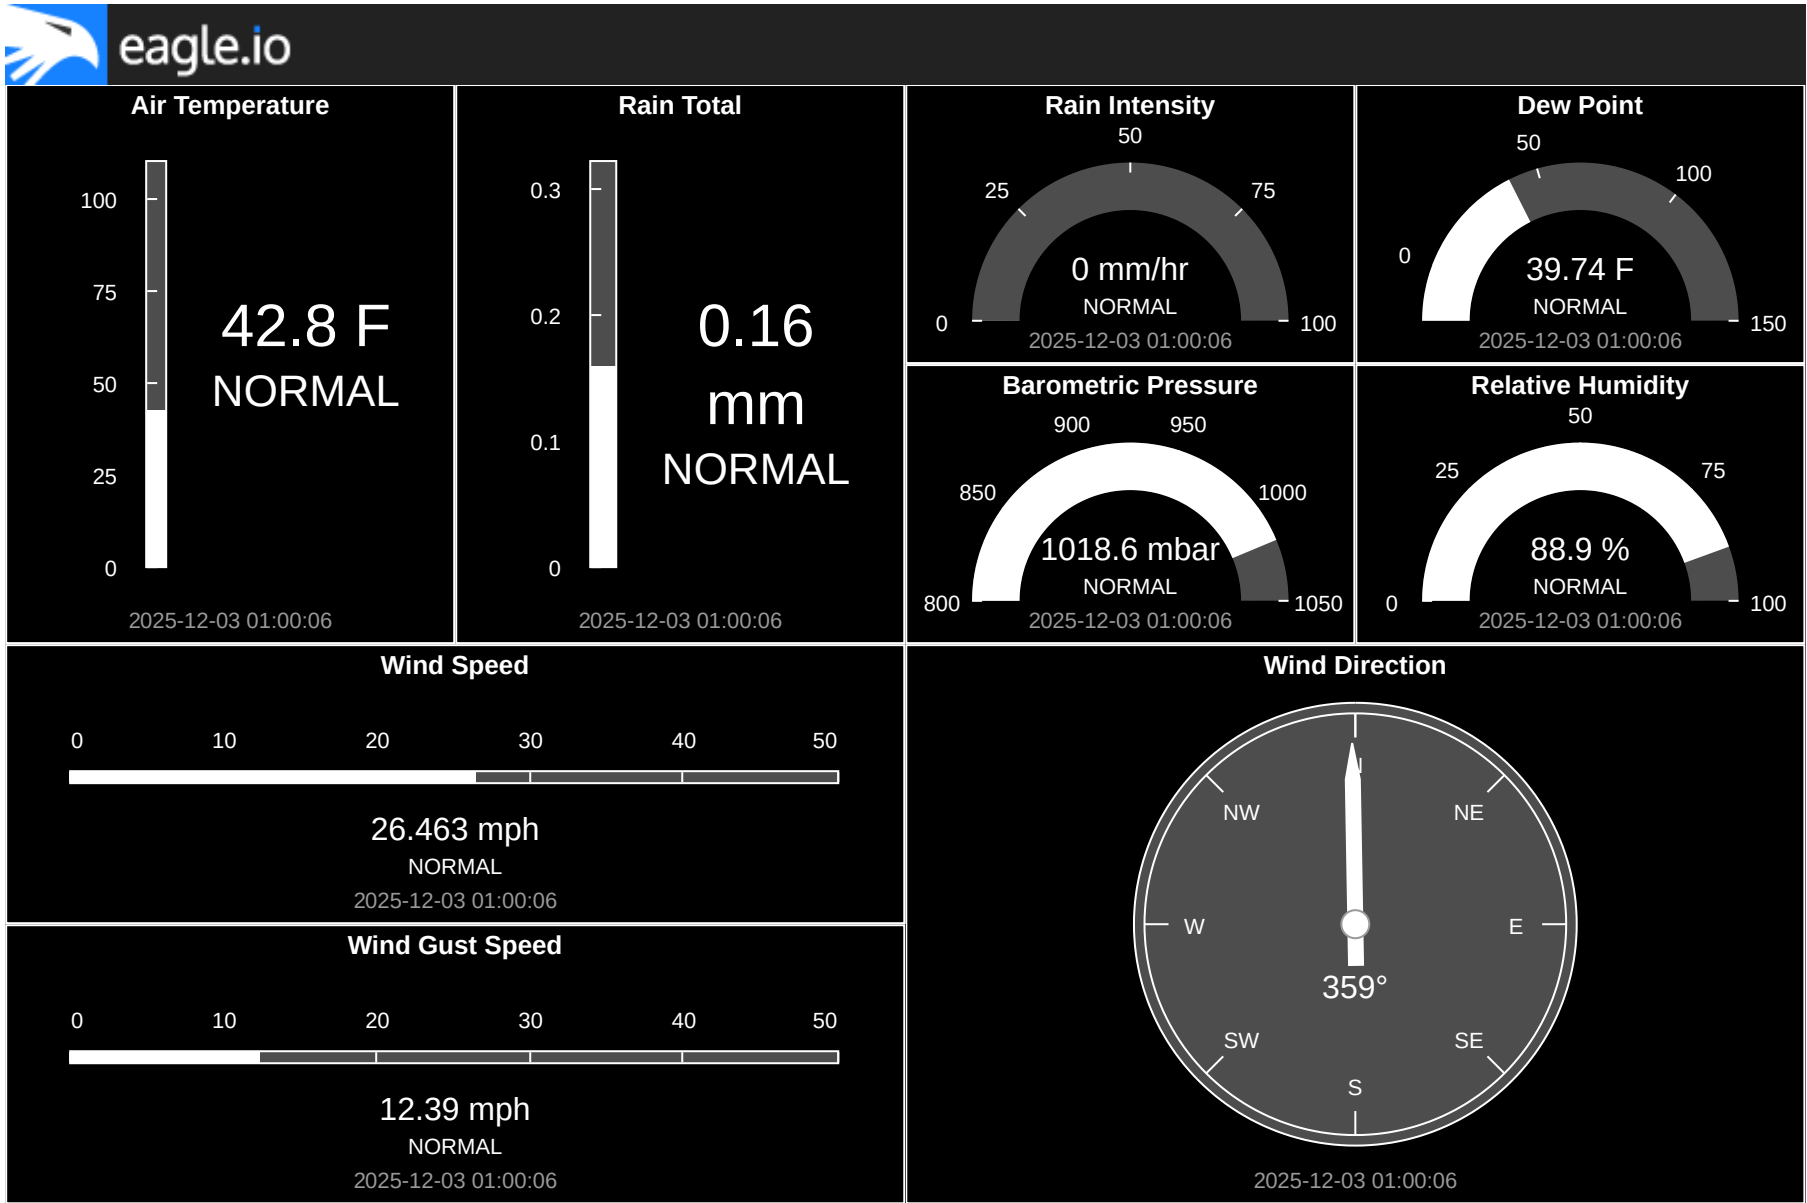 eagle.io
Air Temperature
100
75
50
25
0
42.8 F
NORMAL
2025-12-03 01:00:06
Rain Total
0.3
0.2
0.1
0
0.16
mm
NORMAL
2025-12-03 01:00:06
Rain Intensity
0
25
50
75
100
0 mm/hr
NORMAL
2025-12-03 01:00:06
Dew Point
0
50
100
150
39.74 F
NORMAL
2025-12-03 01:00:06
Barometric Pressure
800
850
900
950
1000
1050
1018.6 mbar
NORMAL
2025-12-03 01:00:06
Relative Humidity
0
25
50
75
100
88.9 %
NORMAL
2025-12-03 01:00:06
Wind Speed
0 10 20 30 40 50
26.463 mph
NORMAL
2025-12-03 01:00:06
Wind Gust Speed
0 10 20 30 40 50
12.39 mph
NORMAL
2025-12-03 01:00:06
Wind Direction
NW NE
W E
359°
SW SE
S
2025-12-03 01:00:06